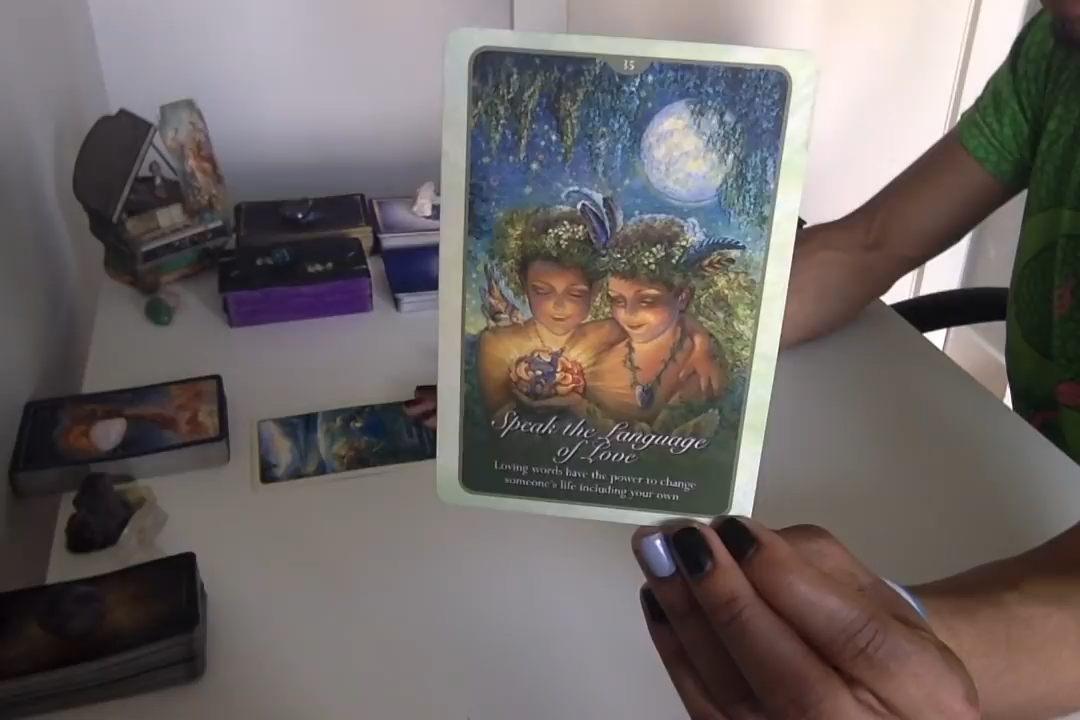 35
Speak the Language
of Love
Loving words have the power to change
someone's life including your own